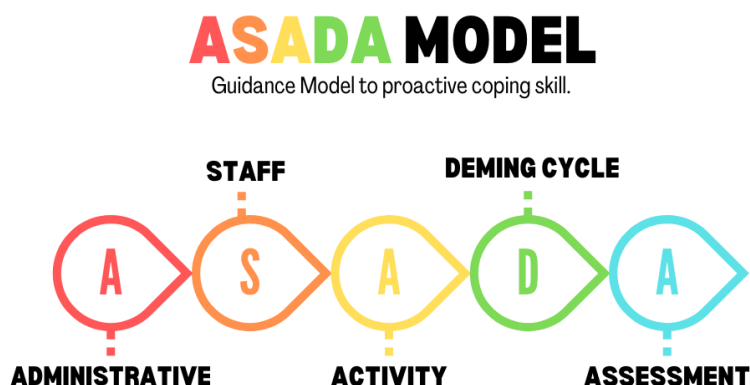 ASADA MODEL
Guidance Model to proactive coping skill.
STAFF
DEMING CYCLE
A
S
A
D
A
ADMINISTRATIVE
ACTIVITY
ASSESSMENT